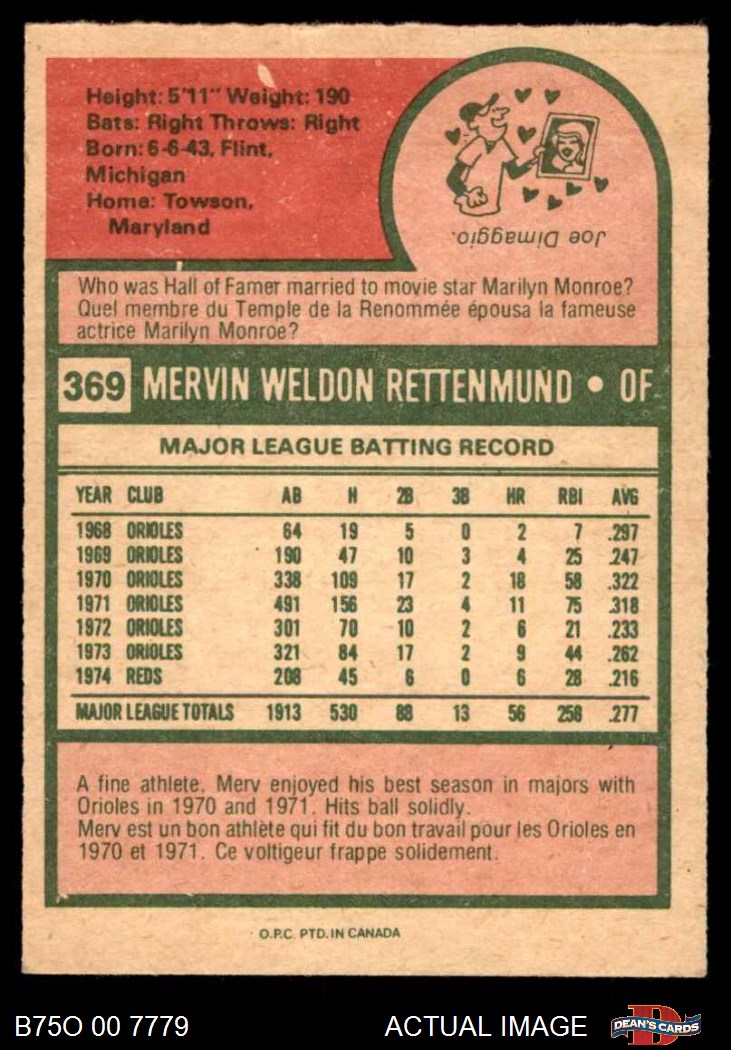 Height: 5'11" Weight: 190
Bats: Right Throws: Right
Born: 6-6-43, Flint,
Michigan
Home: Towson,
Maryland
Joe Dimaggio.
Who was Hall of Famer married to movie star Marilyn Monroe?
Quel membre du Temple de la Renommée épousa la fameuse
actrice Marilyn Monroe?
369 MERVIN WELDON RETTENMUND • OF
MAJOR LEAGUE BATTING RECORD
YEAR CLUB AB H 2B 3B HR RBI AVG
1968 ORIOLES 64 19 5 0 2 7 .297
1969 ORIOLES 190 47 10 3 4 25 .247
1970 ORIOLES 338 109 17 2 18 58 .322
1971 ORIOLES 491 156 23 4 11 75 .318
1972 ORIOLES 301 70 10 2 6 21 .233
1973 ORIOLES 321 84 17 2 9 44 .262
1974 REDS 208 45 6 0 6 28 .216
MAJOR LEAGUE TOTALS 1913 530 88 13 56 258 .277
A fine athlete, Merv enjoyed his best season in majors with
Orioles in 1970 and 1971. Hits ball solidly.
Merv est un bon athlète qui fit du bon travail pour les Orioles en
1970 et 1971. Ce voltigeur frappe solidement.
O.P.C. PTD. IN CANADA
B75O 00 7779 ACTUAL IMAGE DEAN'S CARDS